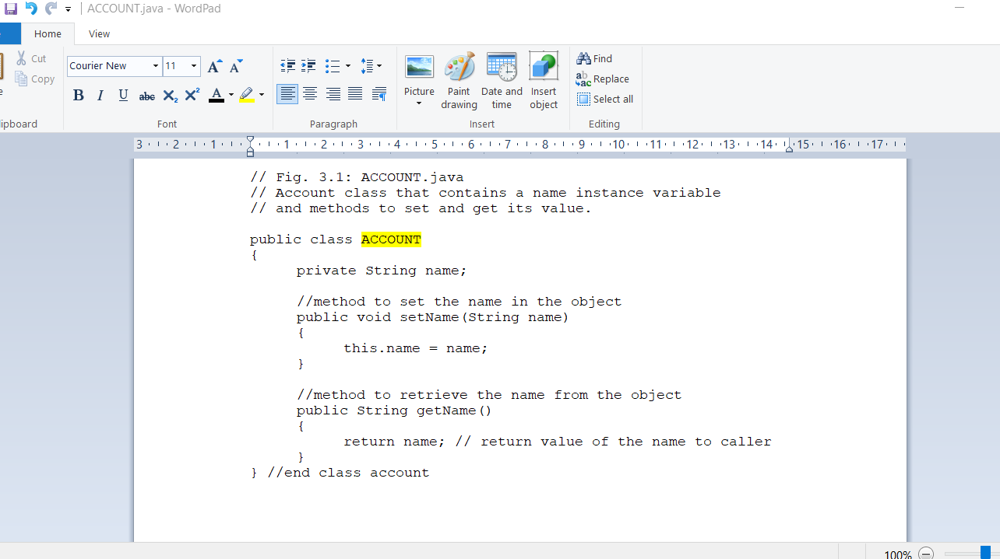 ACCOUNT.java - WordPad
Home View
Cut
Copy
Courier New 11
B I U abc X₂ X² A
Picture
Paint drawing
Date and time
Insert object
Find
Replace
Select all
Font Paragraph Insert Editing
3 2 1 1 2 3 4 5 6 7 8 9 10 11 12 13 14 15 16 17
// Fig. 3.1: ACCOUNT.java
// Account class that contains a name instance variable
// and methods to set and get its value.
public class ACCOUNT
{
private String name;
//method to set the name in the object
public void setName(String name)
{
this.name = name;
}
//method to retrieve the name from the object
public String getName()
{
return name; // return value of the name to caller
}
} //end class account
100%